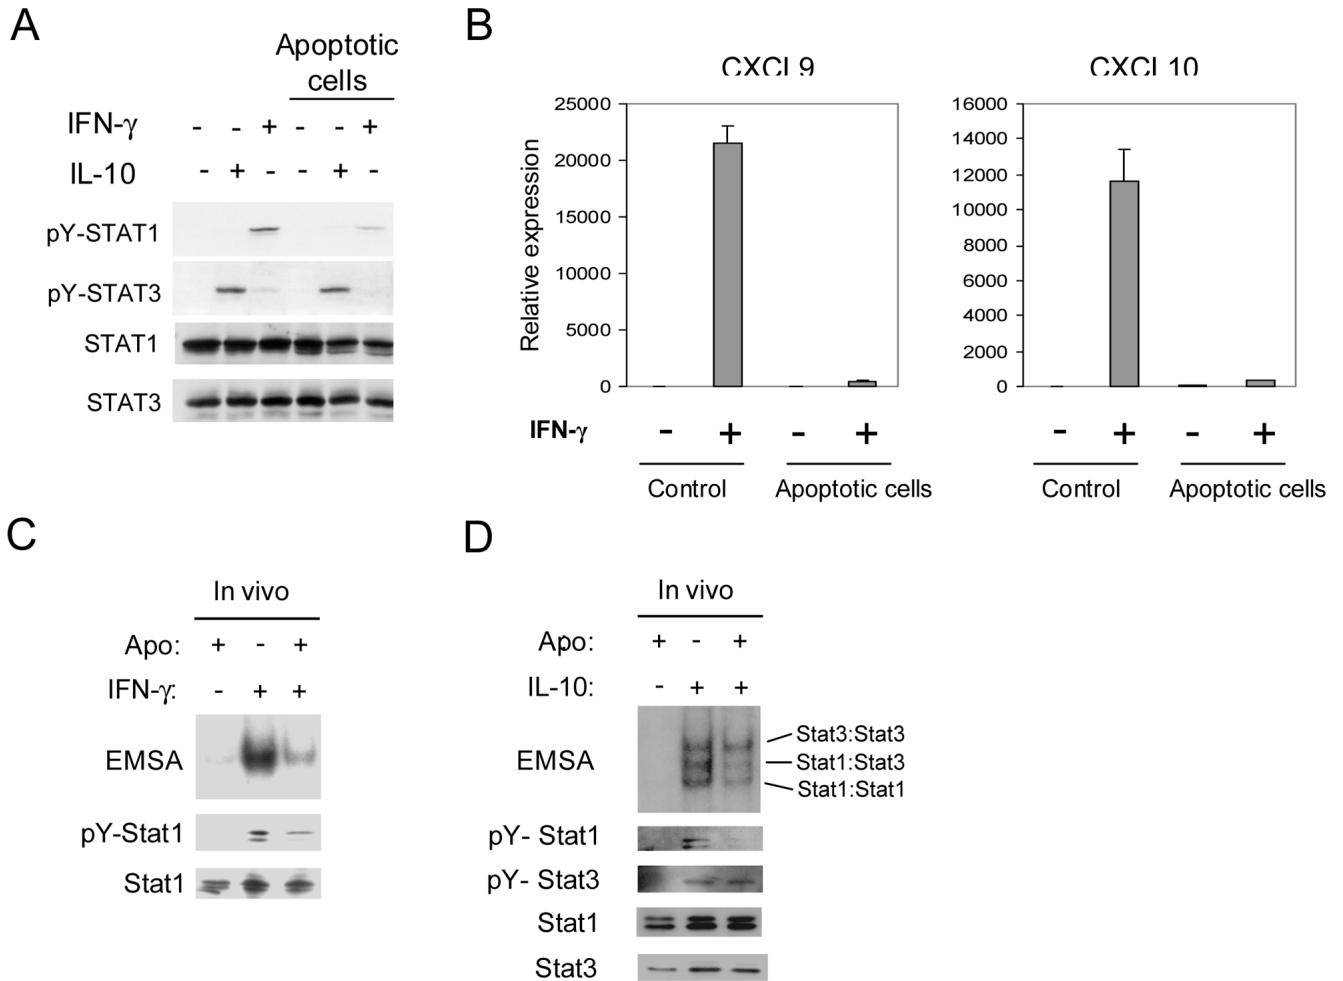 A
Apoptotic
cells
IFN-γ - - + - - +
IL-10 - + - - + -
pY-STAT1
pY-STAT3
STAT1
STAT3
B
CXCL9
25000
20000
15000
10000
5000
0
Relative expression
IFN-γ - + - +
Control Apoptotic cells
CXCL10
16000
14000
12000
10000
8000
6000
4000
2000
0
- + - +
Control Apoptotic cells
C
In vivo
Apo: + - +
IFN-γ: - + +
EMSA
pY-Stat1
Stat1
D
In vivo
Apo: + - +
IL-10: - + +
EMSA
Stat3:Stat3
Stat1:Stat3
Stat1:Stat1
pY- Stat1
pY- Stat3
Stat1
Stat3